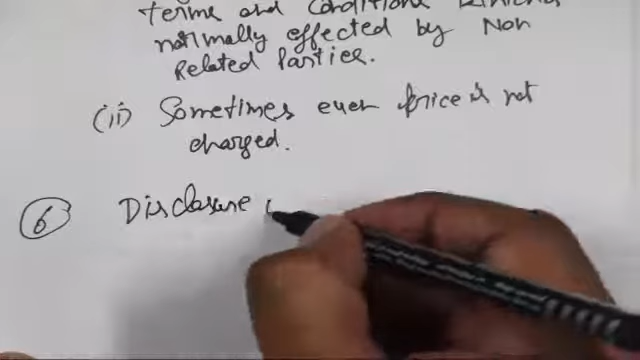 terms and Conditions
normally effected by Non
Related Parties.
(ii) Sometimes even price is not
charged.
6 Disclosure